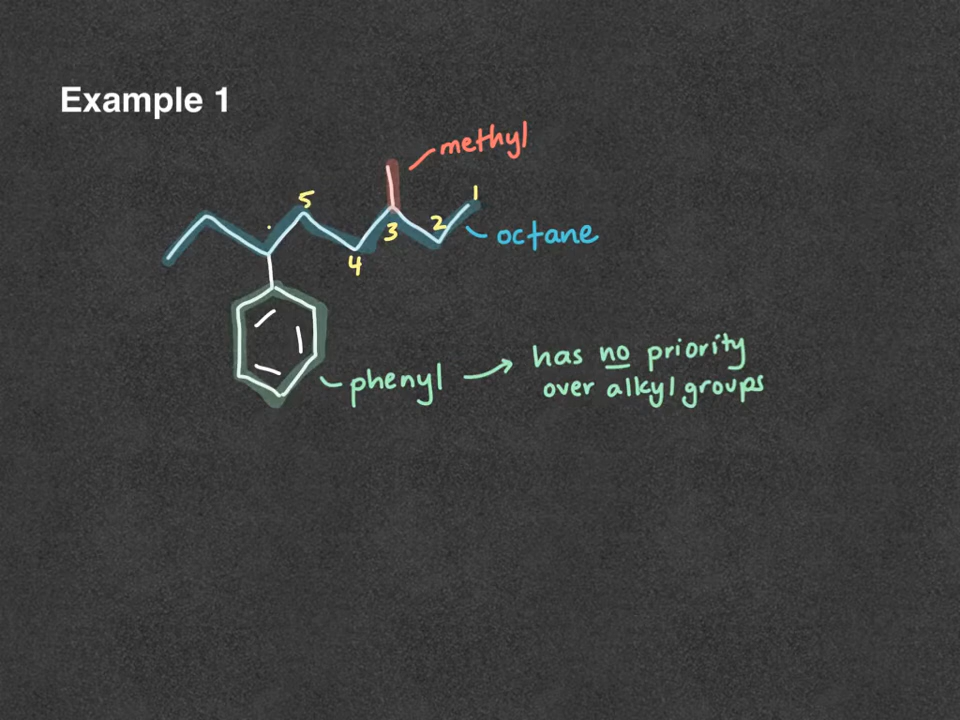 Example 1
methyl
1
5
2
3
octane
4
has no priority
phenyl
over alkyl groups